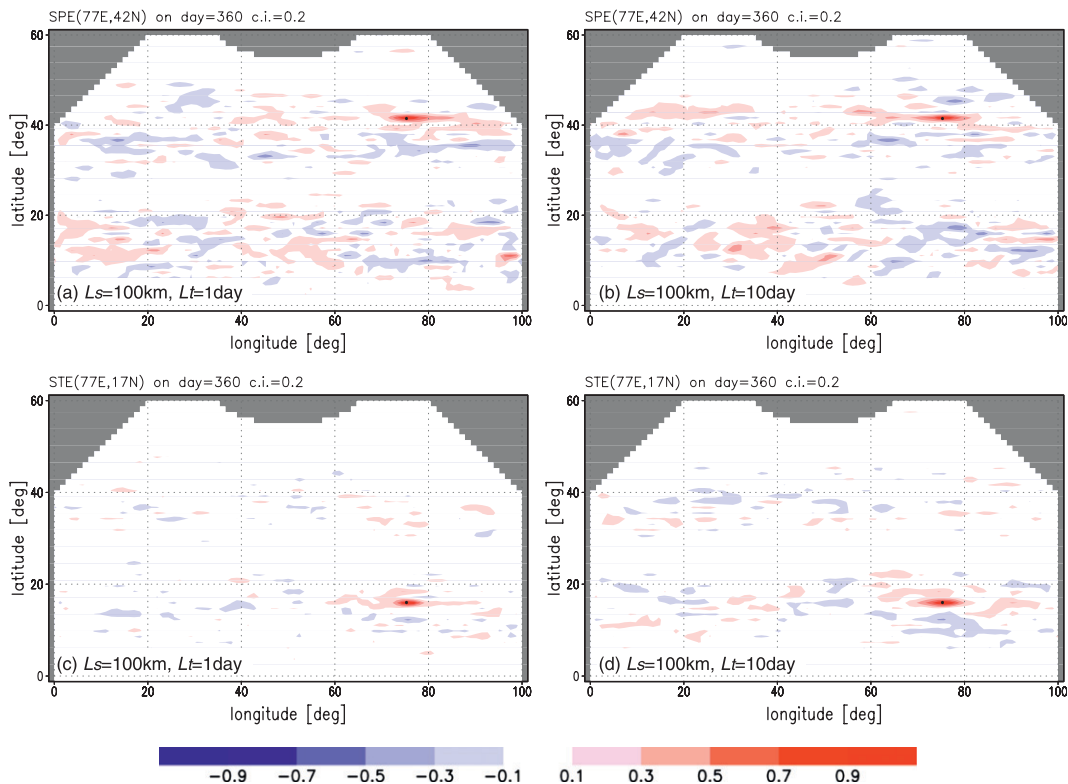 SPE(77E,42N) on day=360 c.i.=0.2
60
40
20
0
latitude [deg]
(a) Ls=100km, Lt=1day
0 20 40 60 80 100
longitude [deg]
SPE(77E,42N) on day=360 c.i.=0.2
60
40
20
0
latitude [deg]
(b) Ls=100km, Lt=10day
0 20 40 60 80 100
longitude [deg]
STE(77E,17N) on day=360 c.i.=0.2
60
40
20
0
latitude [deg]
(c) Ls=100km, Lt=1day
0 20 40 60 80 100
longitude [deg]
STE(77E,17N) on day=360 c.i.=0.2
60
40
20
0
latitude [deg]
(d) Ls=100km, Lt=10day
0 20 40 60 80 100
longitude [deg]
−0.9 −0.7 −0.5 −0.3 −0.1 0.1 0.3 0.5 0.7 0.9